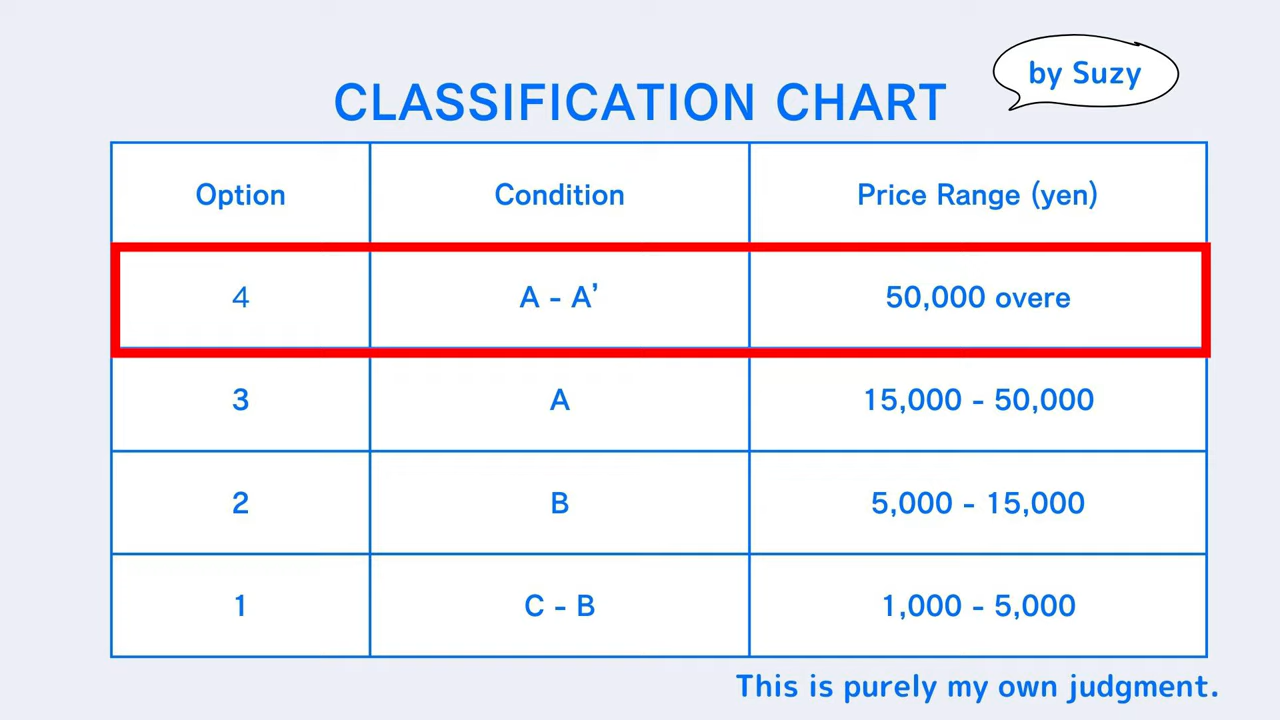 by Suzy
CLASSIFICATION CHART
Option Condition Price Range (yen)
4 A - A’ 50,000 overe
3 A 15,000 - 50,000
2 B 5,000 - 15,000
1 C - B 1,000 - 5,000
This is purely my own judgment.